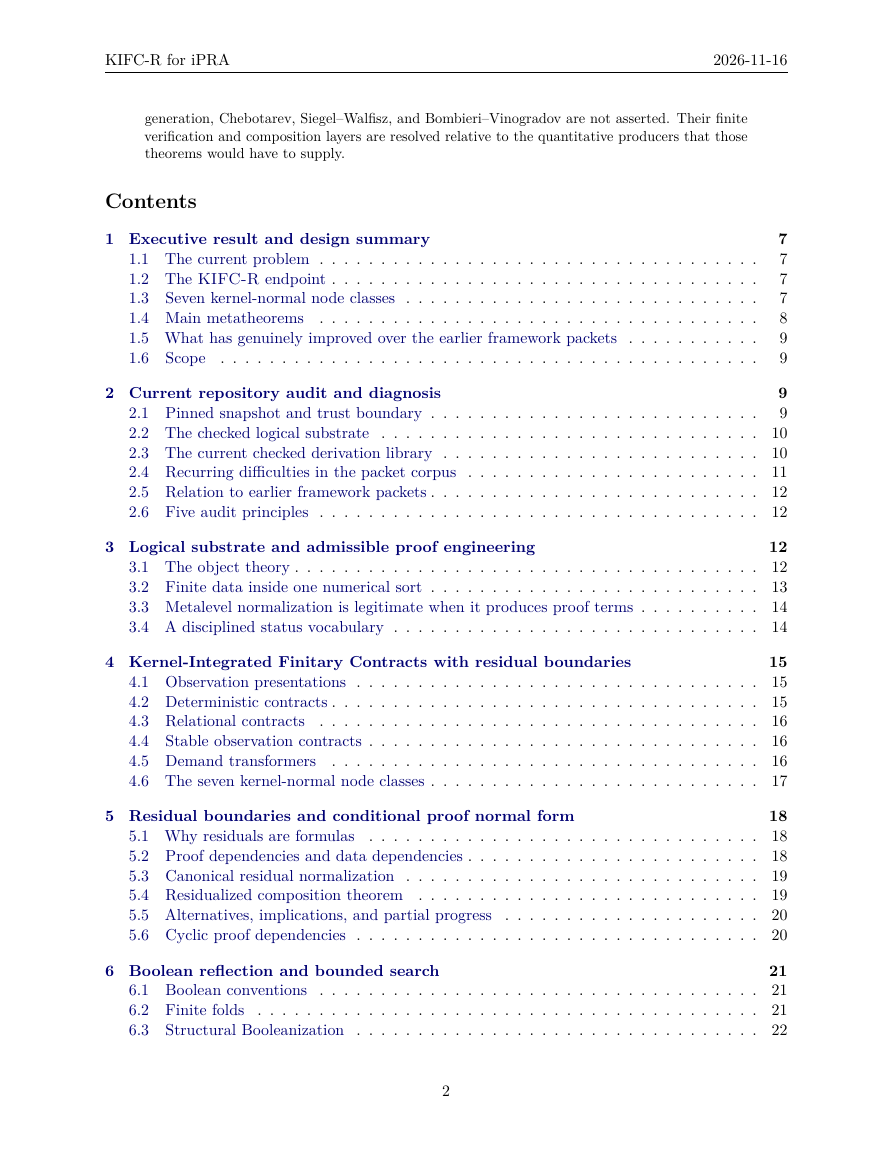 KIFC-R for iPRA 2026-11-16
generation, Chebotarev, Siegel–Walfisz, and Bombieri–Vinogradov are not asserted. Their finite
verification and composition layers are resolved relative to the quantitative producers that those
theorems would have to supply.
Contents
1 Executive result and design summary 7
1.1 The current problem . . . . . . . . . . . . . . . . . . . . . . . . . . . . . . . . . . . . 7
1.2 The KIFC-R endpoint . . . . . . . . . . . . . . . . . . . . . . . . . . . . . . . . . . . 7
1.3 Seven kernel-normal node classes . . . . . . . . . . . . . . . . . . . . . . . . . . . . . 7
1.4 Main metatheorems . . . . . . . . . . . . . . . . . . . . . . . . . . . . . . . . . . . . 8
1.5 What has genuinely improved over the earlier framework packets . . . . . . . . . . . 9
1.6 Scope . . . . . . . . . . . . . . . . . . . . . . . . . . . . . . . . . . . . . . . . . . . . 9
2 Current repository audit and diagnosis 9
2.1 Pinned snapshot and trust boundary . . . . . . . . . . . . . . . . . . . . . . . . . . . 9
2.2 The checked logical substrate . . . . . . . . . . . . . . . . . . . . . . . . . . . . . . . 10
2.3 The current checked derivation library . . . . . . . . . . . . . . . . . . . . . . . . . . 10
2.4 Recurring difficulties in the packet corpus . . . . . . . . . . . . . . . . . . . . . . . . 11
2.5 Relation to earlier framework packets . . . . . . . . . . . . . . . . . . . . . . . . . . . 12
2.6 Five audit principles . . . . . . . . . . . . . . . . . . . . . . . . . . . . . . . . . . . . 12
3 Logical substrate and admissible proof engineering 12
3.1 The object theory . . . . . . . . . . . . . . . . . . . . . . . . . . . . . . . . . . . . . . 12
3.2 Finite data inside one numerical sort . . . . . . . . . . . . . . . . . . . . . . . . . . . 13
3.3 Metalevel normalization is legitimate when it produces proof terms . . . . . . . . . . 14
3.4 A disciplined status vocabulary . . . . . . . . . . . . . . . . . . . . . . . . . . . . . . 14
4 Kernel-Integrated Finitary Contracts with residual boundaries 15
4.1 Observation presentations . . . . . . . . . . . . . . . . . . . . . . . . . . . . . . . . . 15
4.2 Deterministic contracts . . . . . . . . . . . . . . . . . . . . . . . . . . . . . . . . . . . 15
4.3 Relational contracts . . . . . . . . . . . . . . . . . . . . . . . . . . . . . . . . . . . . 16
4.4 Stable observation contracts . . . . . . . . . . . . . . . . . . . . . . . . . . . . . . . . 16
4.5 Demand transformers . . . . . . . . . . . . . . . . . . . . . . . . . . . . . . . . . . . 16
4.6 The seven kernel-normal node classes . . . . . . . . . . . . . . . . . . . . . . . . . . . 17
5 Residual boundaries and conditional proof normal form 18
5.1 Why residuals are formulas . . . . . . . . . . . . . . . . . . . . . . . . . . . . . . . . 18
5.2 Proof dependencies and data dependencies . . . . . . . . . . . . . . . . . . . . . . . . 18
5.3 Canonical residual normalization . . . . . . . . . . . . . . . . . . . . . . . . . . . . . 19
5.4 Residualized composition theorem . . . . . . . . . . . . . . . . . . . . . . . . . . . . 19
5.5 Alternatives, implications, and partial progress . . . . . . . . . . . . . . . . . . . . . 20
5.6 Cyclic proof dependencies . . . . . . . . . . . . . . . . . . . . . . . . . . . . . . . . . 20
6 Boolean reflection and bounded search 21
6.1 Boolean conventions . . . . . . . . . . . . . . . . . . . . . . . . . . . . . . . . . . . . 21
6.2 Finite folds . . . . . . . . . . . . . . . . . . . . . . . . . . . . . . . . . . . . . . . . . 21
6.3 Structural Booleanization . . . . . . . . . . . . . . . . . . . . . . . . . . . . . . . . . 22
2